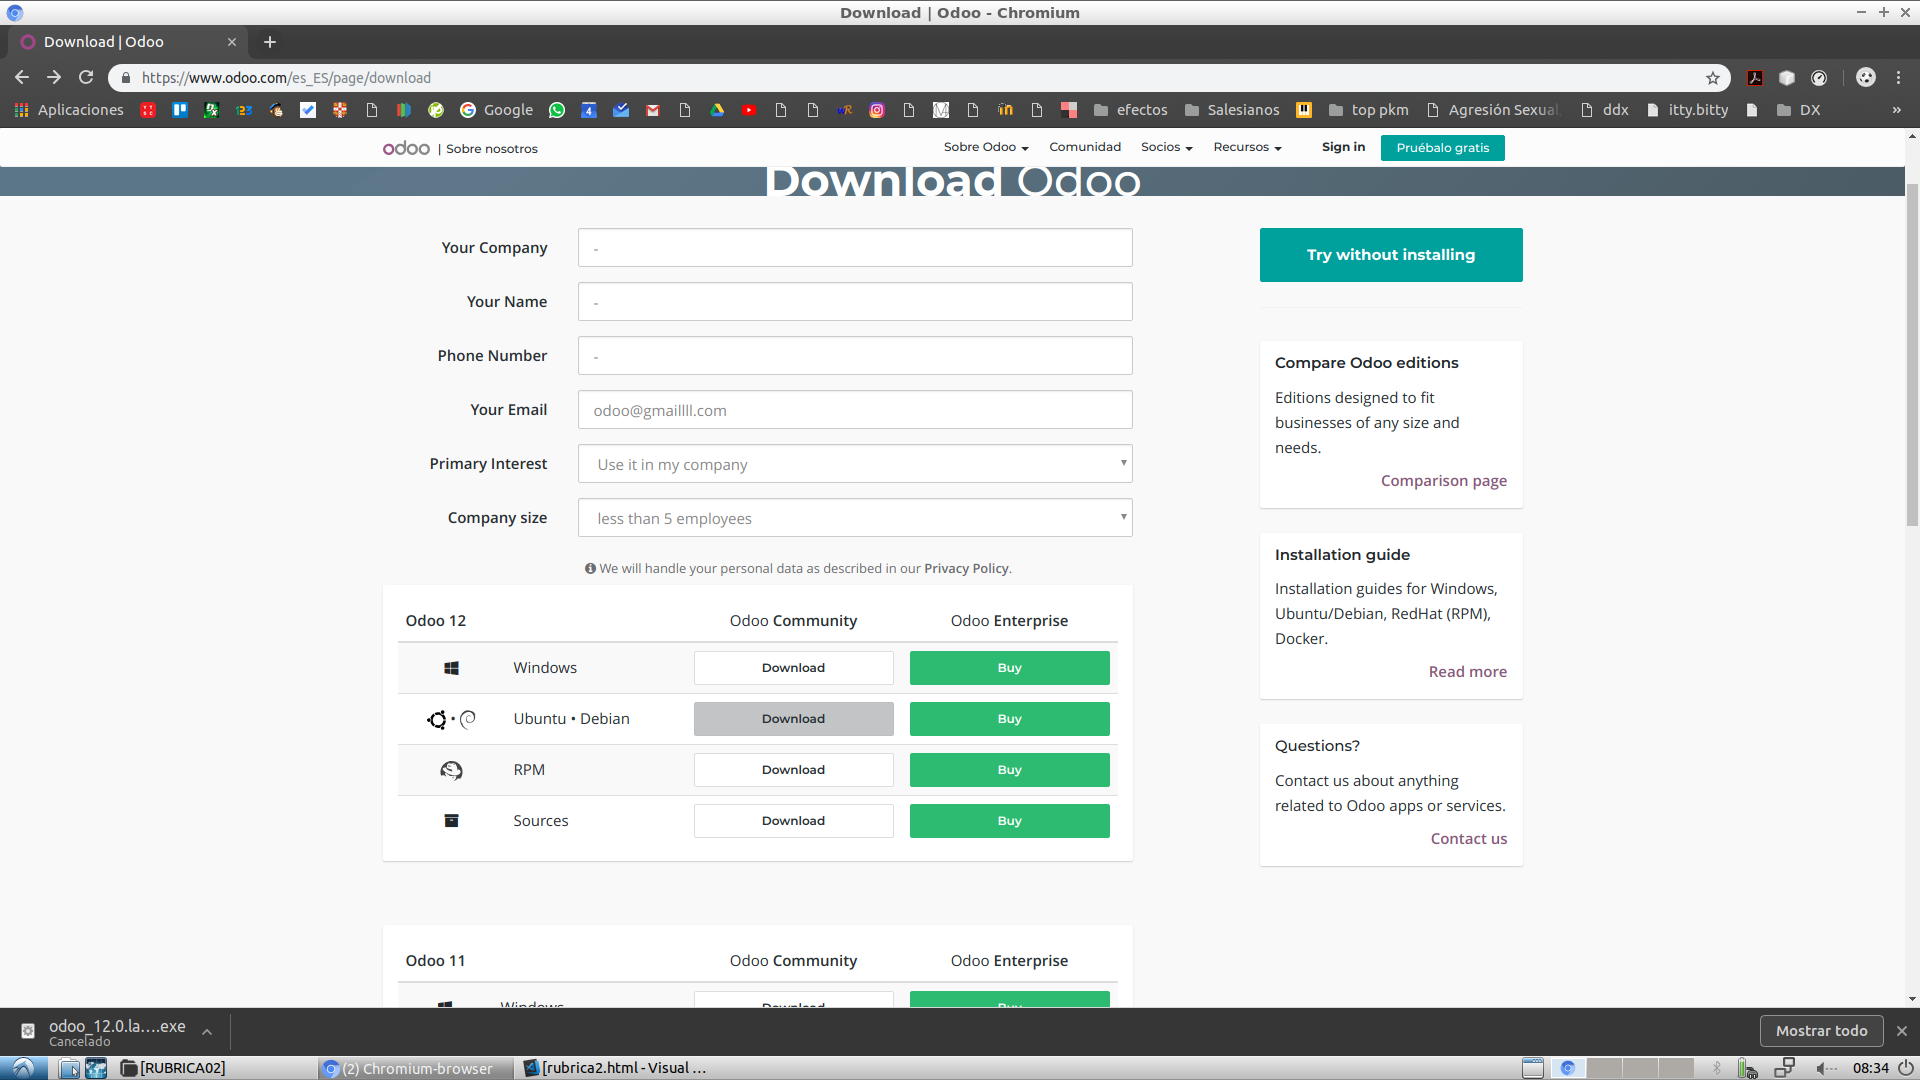 Download | Odoo - Chromium
Download | Odoo
https://www.odoo.com/es_ES/page/download
Aplicaciones
Google
efectos
Salesianos
top pkm
Agresión Sexual
ddx
itty.bitty
DX
»
odoo | Sobre nosotros
Sobre Odoo
Comunidad
Socios
Recursos
Sign in
Pruébalo gratis
Download Odoo
Your Company
-
Your Name
-
Phone Number
-
Your Email
odoo@gmaillll.com
Primary Interest
Use it in my company
Company size
less than 5 employees
We will handle your personal data as described in our Privacy Policy.
Odoo 12
Odoo Community
Odoo Enterprise
Windows
Download
Buy
Ubuntu • Debian
Download
Buy
RPM
Download
Buy
Sources
Download
Buy
Odoo 11
Odoo Community
Odoo Enterprise
Windows
Download
Buy
Try without installing
Compare Odoo editions
Editions designed to fit
businesses of any size and
needs.
Comparison page
Installation guide
Installation guides for Windows,
Ubuntu/Debian, RedHat (RPM),
Docker.
Read more
Questions?
Contact us about anything
related to Odoo apps or services.
Contact us
odoo_12.0.la....exe
Cancelado
Mostrar todo
[RUBRICA02]
(2) Chromium-browser
[rubrica2.html - Visual ...
08:34